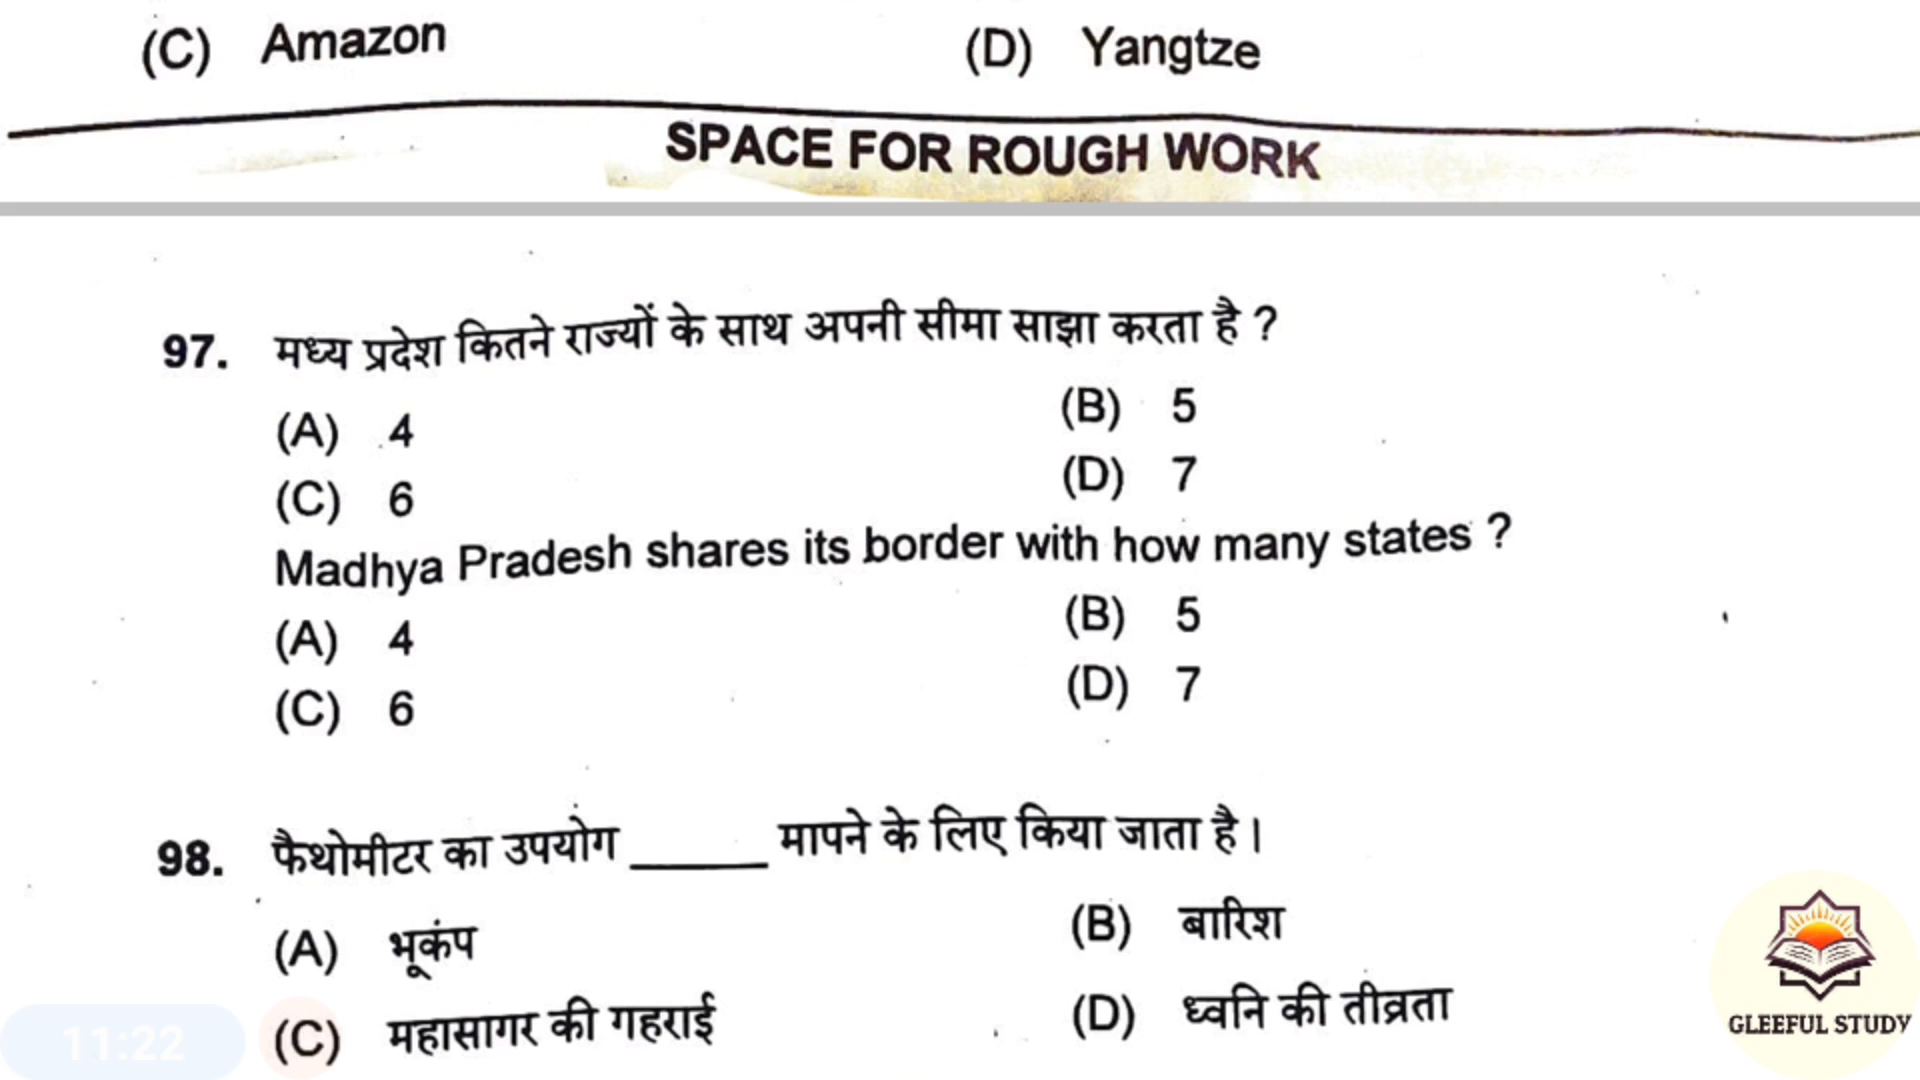 (C) Amazon (D) Yangtze
SPACE FOR ROUGH WORK
97. मध्य प्रदेश कितने राज्यों के साथ अपनी सीमा साझा करता है ?
(A) 4 (B) 5
(C) 6 (D) 7
Madhya Pradesh shares its border with how many states ?
(A) 4 (B) 5
(C) 6 (D) 7
98. फैथोमीटर का उपयोग ______ मापने के लिए किया जाता है।
(A) भूकंप (B) बारिश
(C) महासागर की गहराई (D) ध्वनि की तीव्रता
11:22
GLEEFUL STUDY